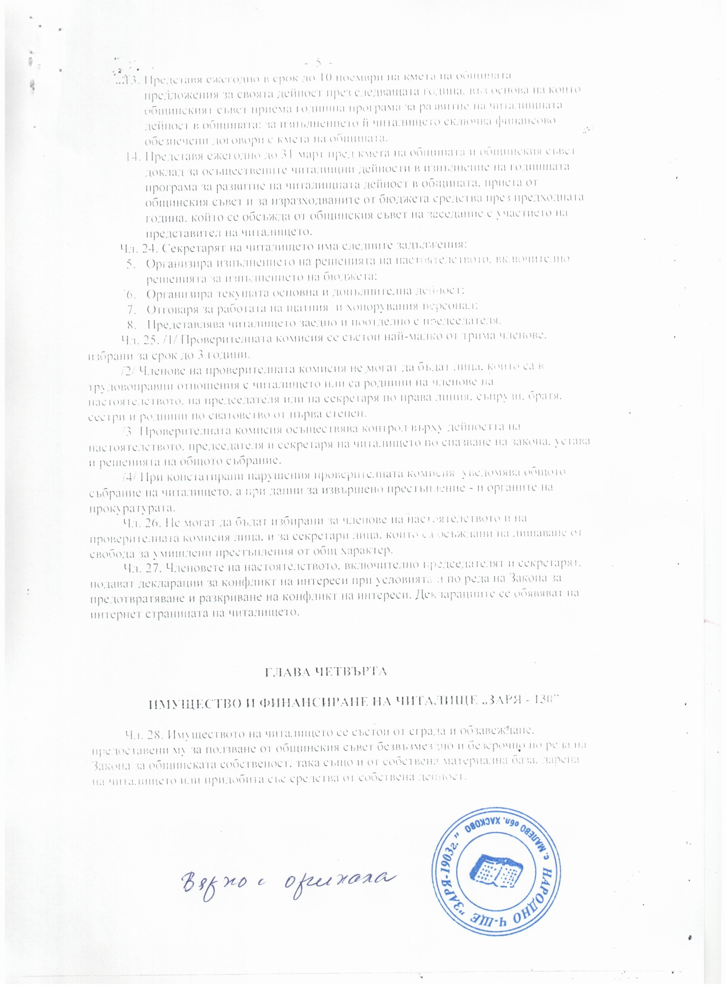 - 5 -
13. Представя ежегодно в срок до 10 ноември на кмета на общината
предложения за своята дейност през следващата година, въз основа на които
общинският съвет приема годишна програма за развитие на читалищната
дейност в общината; за изпълнението й читалището сключва финансово
обезпечени договори с кмета на общината.
14. Представя ежегодно до 31 март пред кмета на общината и общинския съвет
доклад за осъществените читалищни дейности в изпълнение на годишната
програма за развитие на читалищната дейност в общината, приета от
общинския съвет и за изразходваните от бюджета средства през предходната
година, който се обсъжда от общинския съвет на заседание с участието на
представител на читалището.
Чл. 24. Секретарят на читалището има следните задължения:
5. Организира изпълнението на решенията на настоятелството, включително
решенията за изпълнението на бюджета;
6. Организира текущата основна и допълнителна дейност;
7. Отговаря за работата на щатния и хонорувания персонал;
8. Представлява читалището заедно и поотделно с председателя.
Чл. 25. /1/ Проверителната комисия се състои най-малко от трима членове,
избрани за срок до 3 години.
/2/ Членове на проверителната комисия не могат да бъдат лица, които са в
трудовоправни отношения с читалището или са роднини на членове на
настоятелството, на председателя или на секретаря по права линия, съпрузи, братя,
сестри и роднини по сватовство от първа степен.
/3/ Проверителната комисия осъществява контрол върху дейността на
настоятелството, председателя и секретаря на читалището по спазване на закона, устава
и решенията на общото събрание.
/4/ При констатирани нарушения проверителната комисия уведомява общото
събрание на читалището, а при данни за извършено престъпление - и органите на
прокуратурата.
Чл. 26. Не могат да бъдат избирани за членове на настоятелството и на
проверителната комисия лица, и за секретари лица, които са осъждани на лишаване от
свобода за умишлени престъпления от общ характер.
Чл. 27. Членовете на настоятелството, включително председателят и секретарят,
подават декларации за конфликт на интереси при условията и по реда на Закона за
предотвратяване и разкриване на конфликт на интереси. Декларациите се обявяват на
интернет страницата на читалището.
ГЛАВА ЧЕТВЪРТА
ИМУЩЕСТВО И ФИНАНСИРАНЕ НА ЧИТАЛИЩЕ „ЗАРЯ - 130”
Чл. 28. Имуществото на читалището се състои от сграда и обзавеждане,
предоставени му за ползване от общинския съвет безвъзмездно и безсрочно по реда на
Закона за общинската собственост, така също и от собствена материална база, дарена
на читалището или придобита със средства от собствена дейност.
Вярно с оригинала
НАРОДНО Ч-ЩЕ "ЗАРЯ-1903г."
с. МАЛЕВО обл. ХАСКОВО